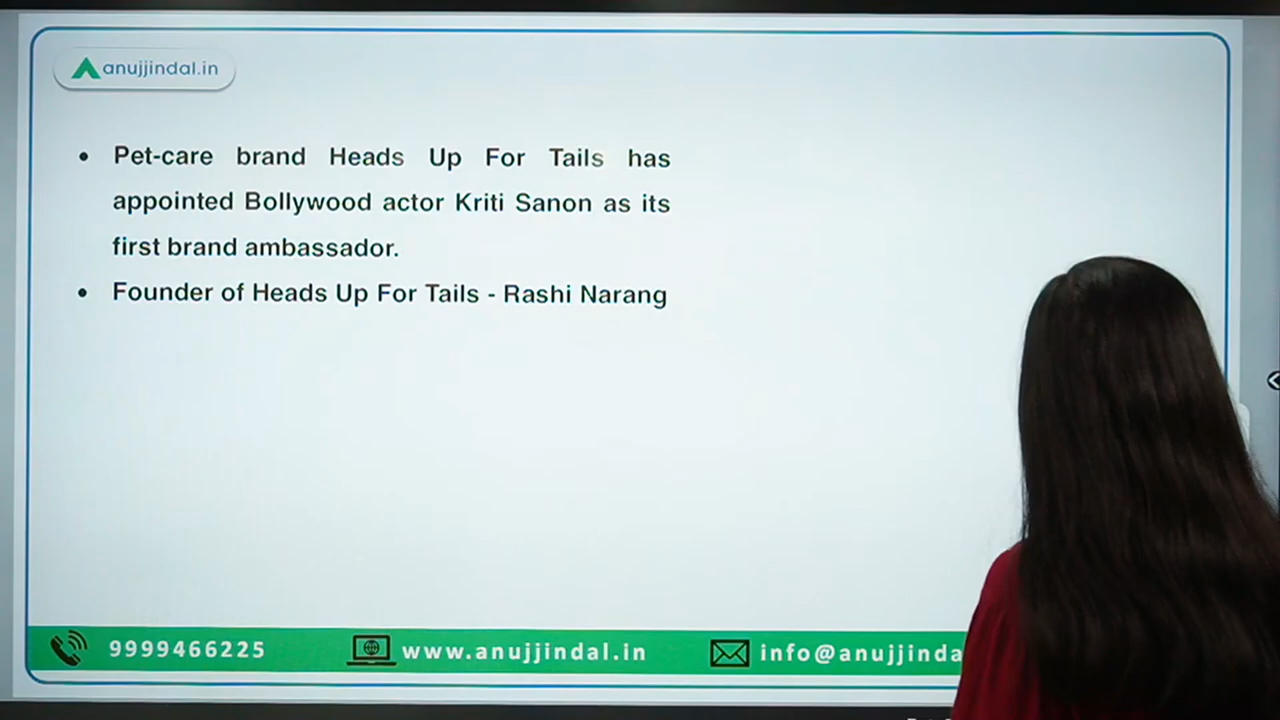 anujjindal.in
• Pet-care brand Heads Up For Tails has
appointed Bollywood actor Kriti Sanon as its
first brand ambassador.
• Founder of Heads Up For Tails - Rashi Narang
9999466225 www.anujjindal.in info@anujjinda